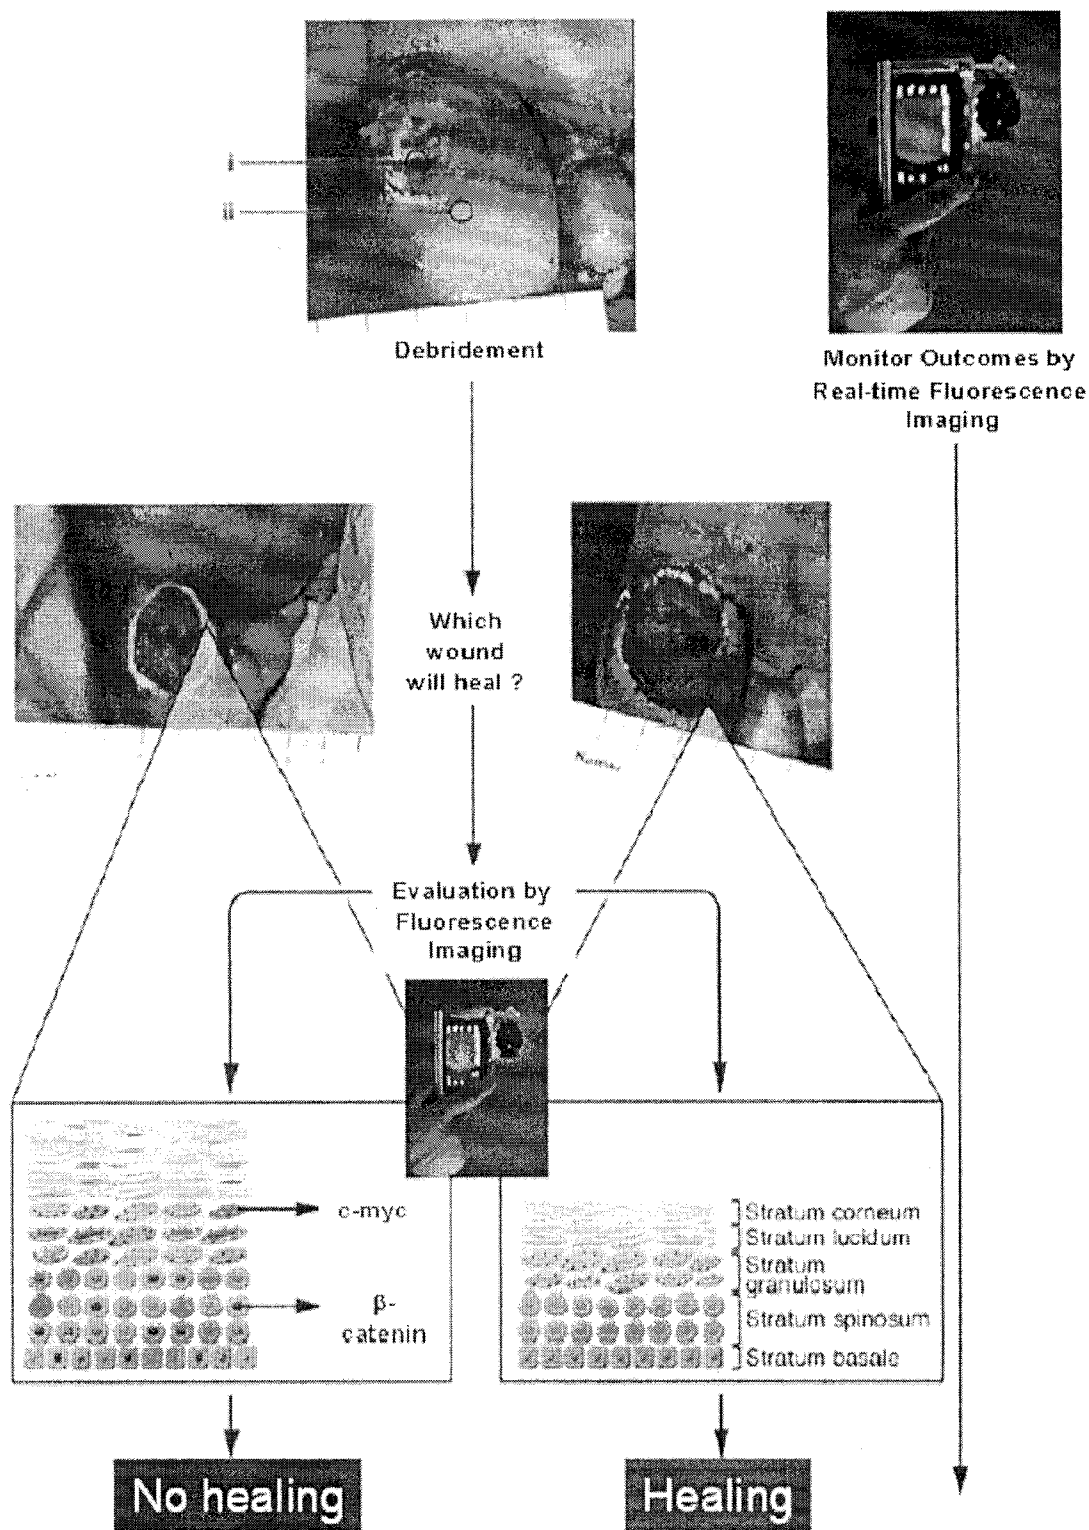 i
ii
Debridement
Monitor Outcomes by
Real-time Fluorescence
Imaging
Which
wound
will heal ?
Evaluation by
Fluorescence
Imaging
c-myc
β-
catenin
Stratum corneum
Stratum lucidum
Stratum
granulosum
Stratum spinosum
Stratum basale
No healing
Healing